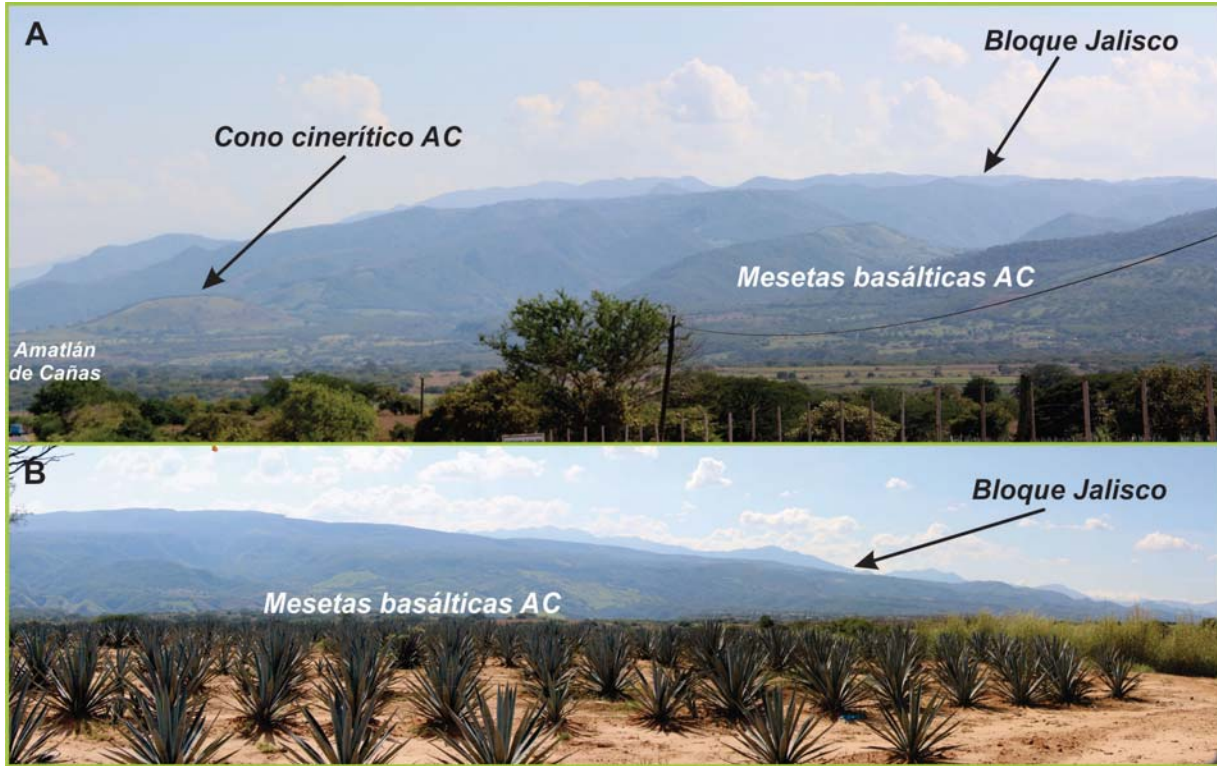 A
Bloque Jalisco
Cono cinerítico AC
Mesetas basálticas AC
Amatlán
de Cañas
B
Bloque Jalisco
Mesetas basálticas AC